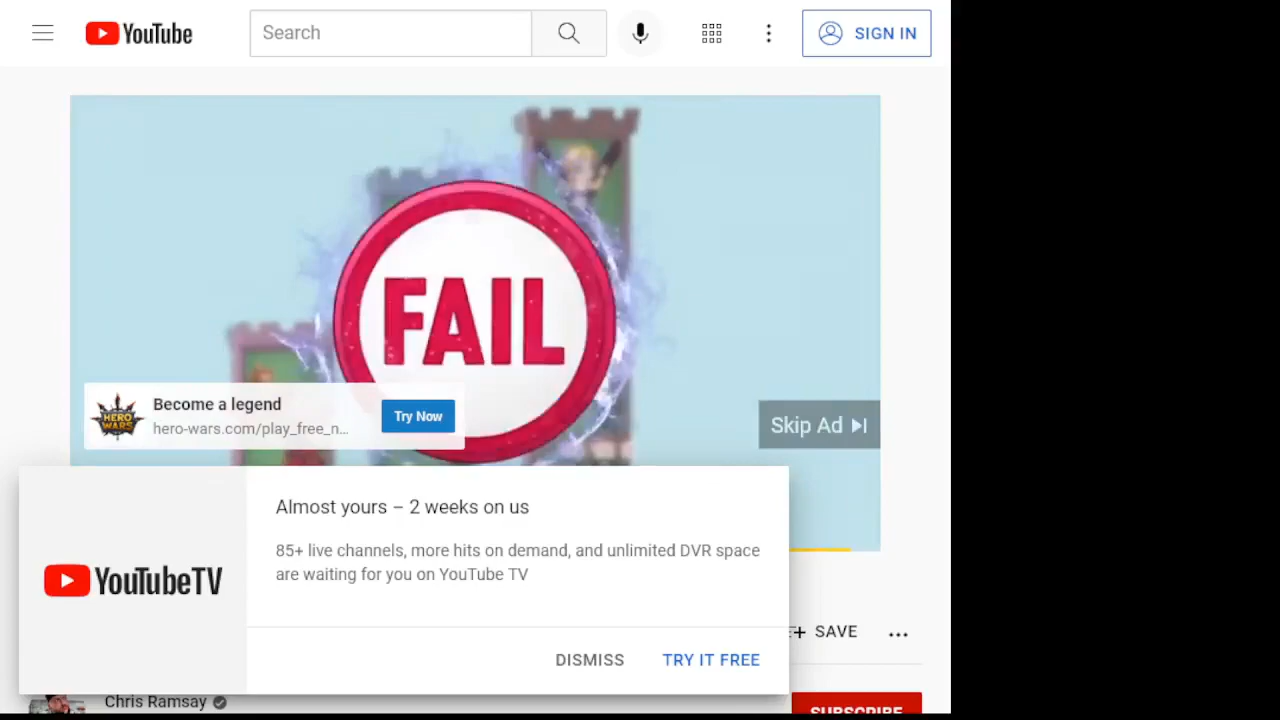 YouTube
Search
SIGN IN
FAIL
HERO
WARS
Become a legend
hero-wars.com/play_free_n...
Try Now
Skip Ad
YouTubeTV
Almost yours – 2 weeks on us
85+ live channels, more hits on demand, and unlimited DVR space
are waiting for you on YouTube TV
SAVE
DISMISS
TRY IT FREE
Chris Ramsay
SUBSCRIBE